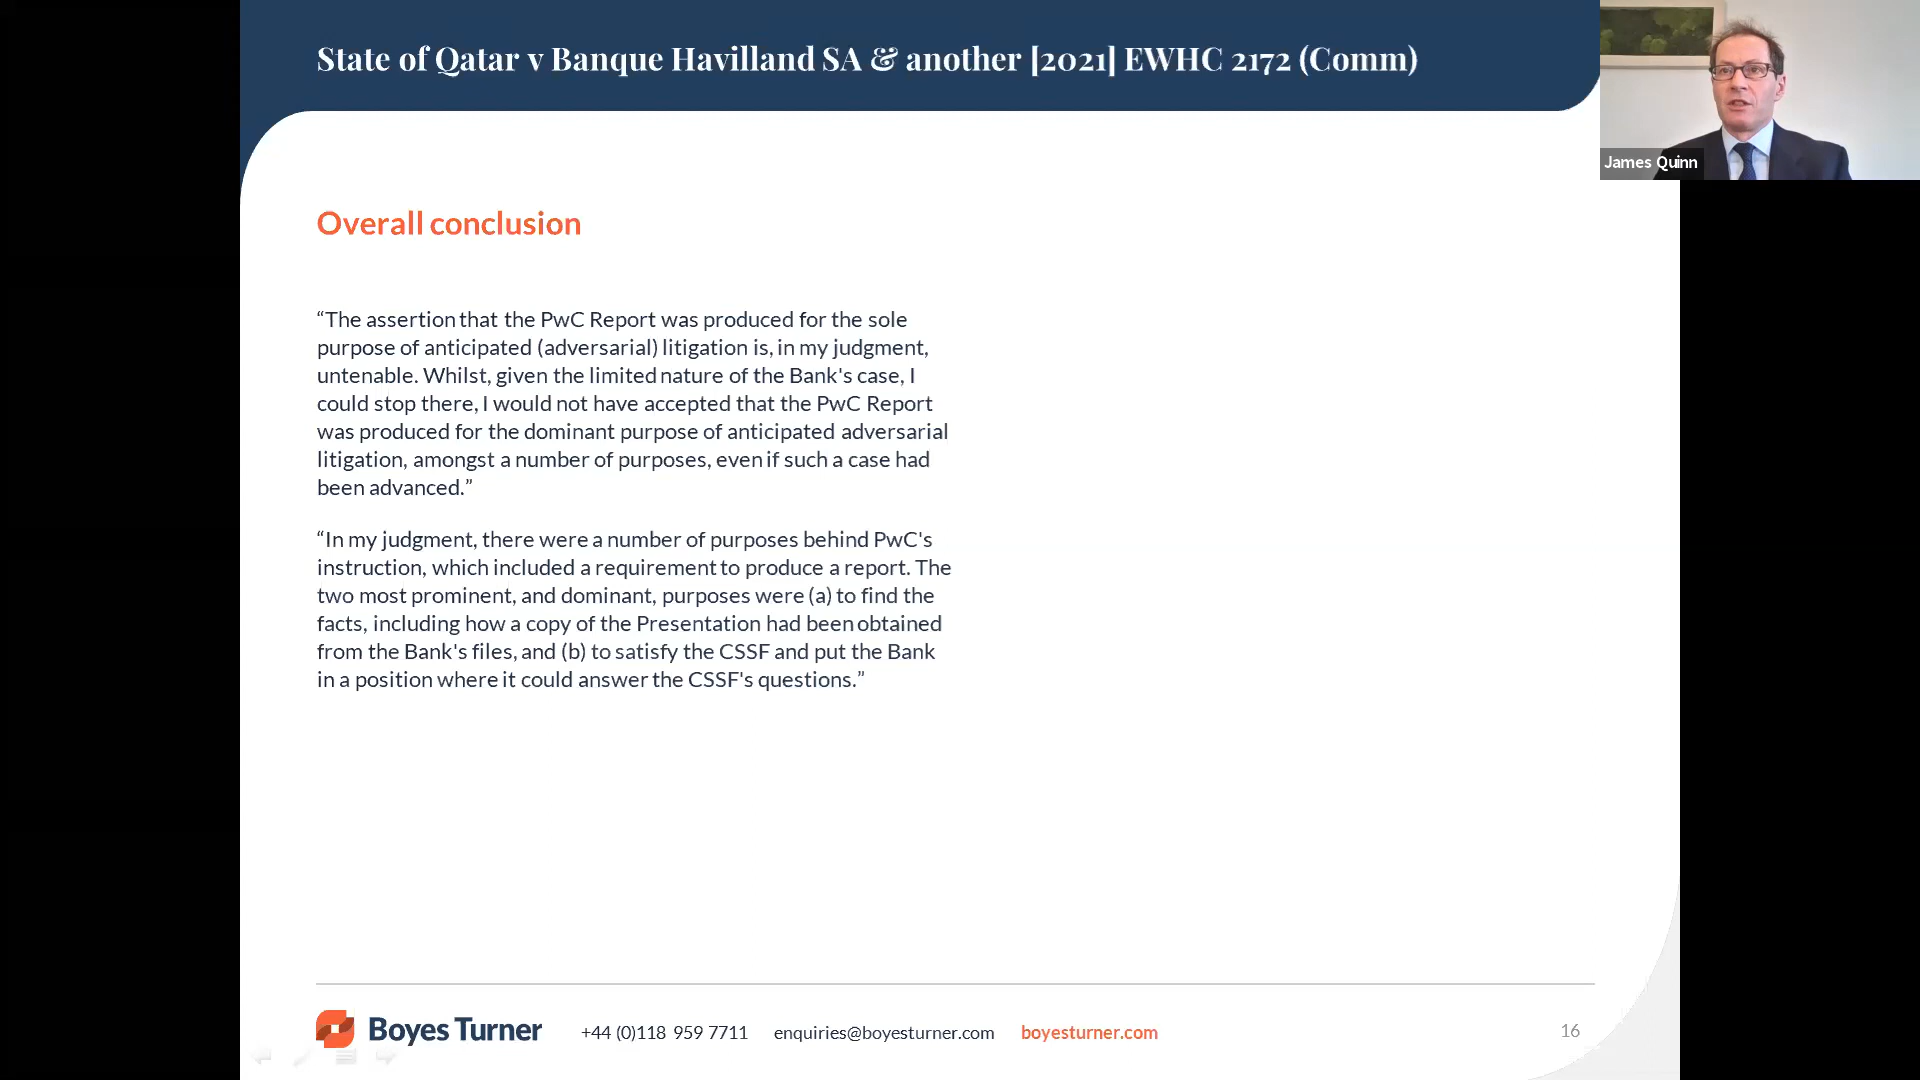 State of Qatar v Banque Havilland SA & another [2021] EWHC 2172 (Comm)
James Quinn
Overall conclusion
“The assertion that the PwC Report was produced for the sole
purpose of anticipated (adversarial) litigation is, in my judgment,
untenable. Whilst, given the limited nature of the Bank's case, I
could stop there, I would not have accepted that the PwC Report
was produced for the dominant purpose of anticipated adversarial
litigation, amongst a number of purposes, even if such a case had
been advanced.”
“In my judgment, there were a number of purposes behind PwC's
instruction, which included a requirement to produce a report. The
two most prominent, and dominant, purposes were (a) to find the
facts, including how a copy of the Presentation had been obtained
from the Bank's files, and (b) to satisfy the CSSF and put the Bank
in a position where it could answer the CSSF's questions.”
Boyes Turner +44 (0)118 959 7711 enquiries@boyesturner.com boyesturner.com 16